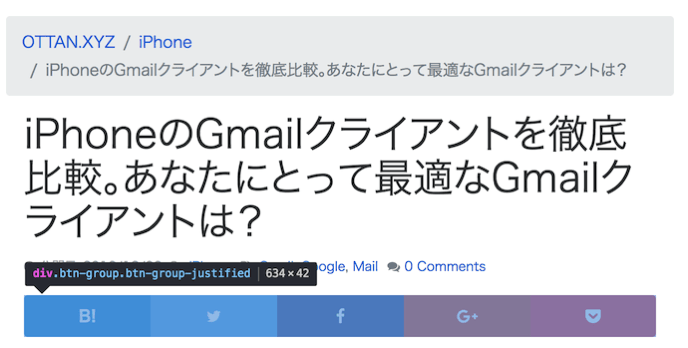 OTTAN.XYZ / iPhone
/ iPhoneのGmailクライアントを徹底比較。あなたにとって最適なGmailクライアントは?
iPhoneのGmailクライアントを徹底
比較。あなたにとって最適なGmailク
ライアントは?
Google, Mail 0 Comments
div.btn-group.btn-group-justified | 634 × 42
B! f G+